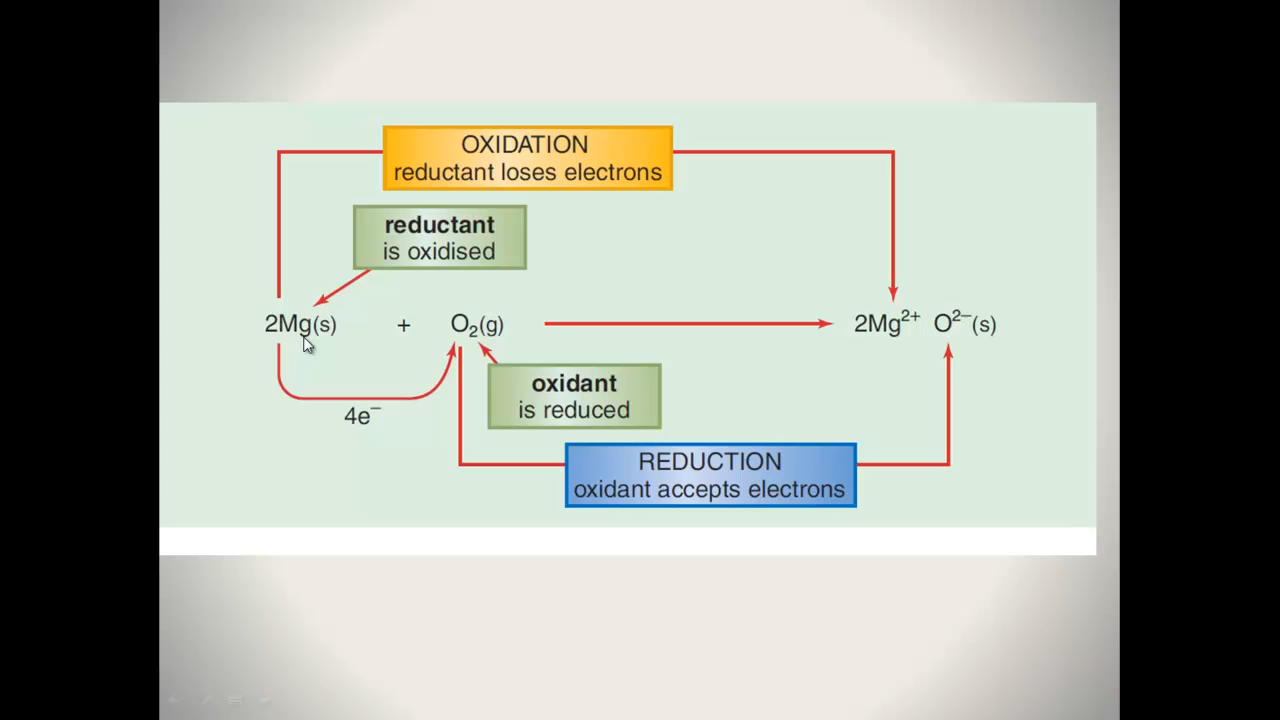 OXIDATION
reductant loses electrons
reductant
is oxidised
2Mg(s) + O₂(g) 2Mg²⁺ O²⁻(s)
oxidant
is reduced
4e⁻
REDUCTION
oxidant accepts electrons